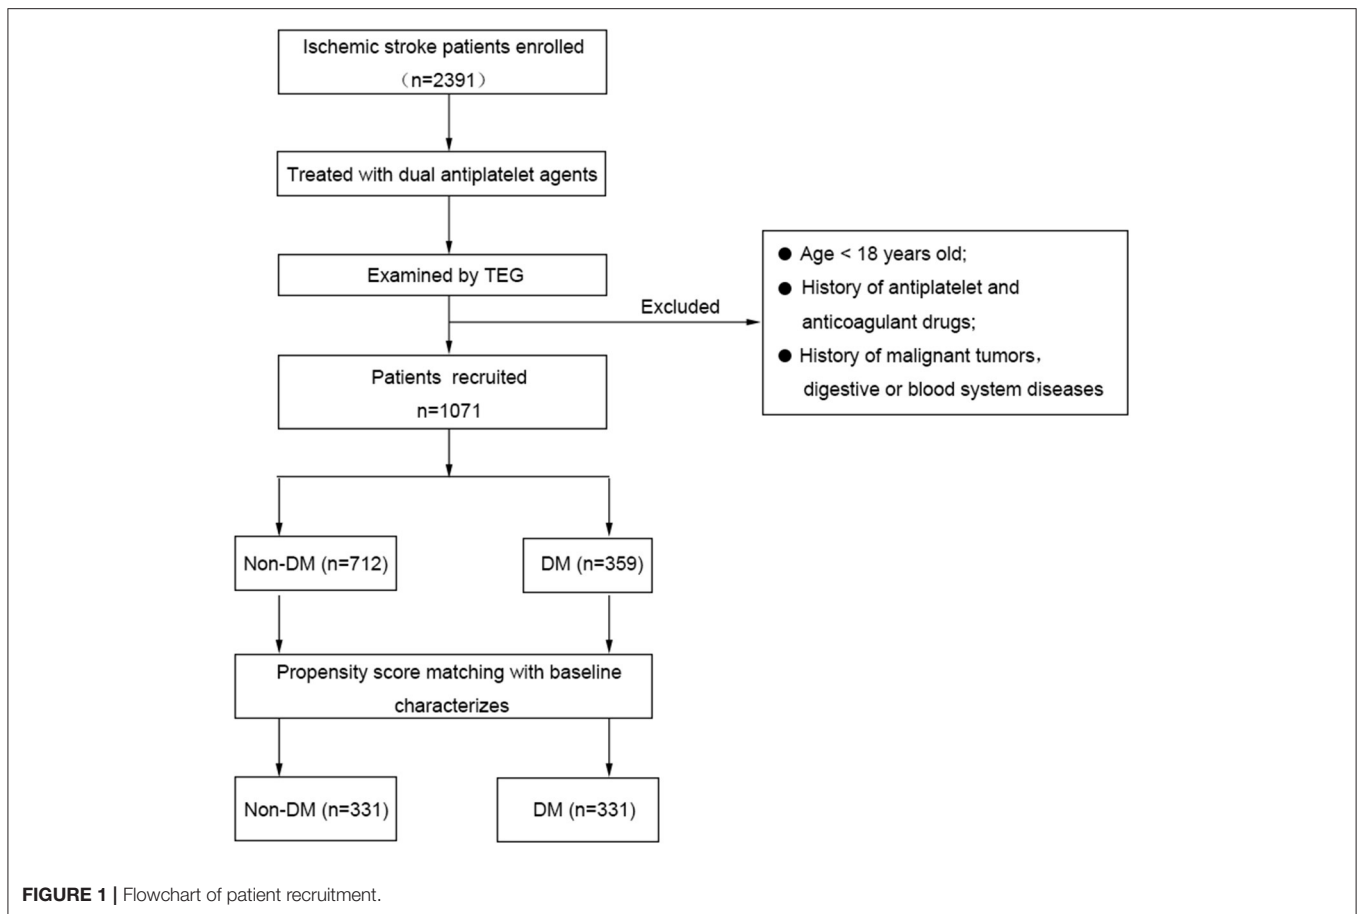 Ischemic stroke patients enrolled
（n=2391）
Treated with dual antiplatelet agents
Examined by TEG
Excluded
● Age < 18 years old;
● History of antiplatelet and
anticoagulant drugs;
● History of malignant tumors，
digestive or blood system diseases
Patients recruited
n=1071
Non-DM (n=712)
DM (n=359)
Propensity score matching with baseline
characterizes
Non-DM (n=331)
DM (n=331)
FIGURE 1 | Flowchart of patient recruitment.